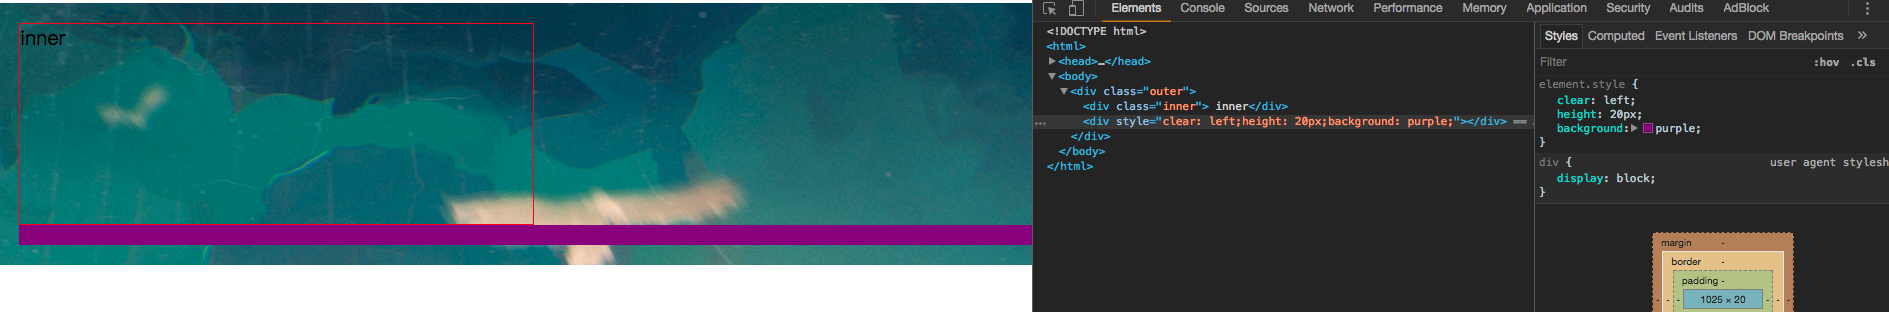 inner
Elements Console Sources Network Performance Memory Application Security Audits AdBlock
<!DOCTYPE html>
<html>
<head>…</head>
<body>
<div class="outer">
<div class="inner"> inner</div>
… <div style="clear: left;height: 20px;background: purple;"></div> ==
</div>
</body>
</html>
Styles Computed Event Listeners DOM Breakpoints »
Filter :hov .cls
element.style {
clear: left;
height: 20px;
background: purple;
}
div { user agent stylesh
display: block;
}
margin -
border -
padding -
- - - 1025 × 20 - - -